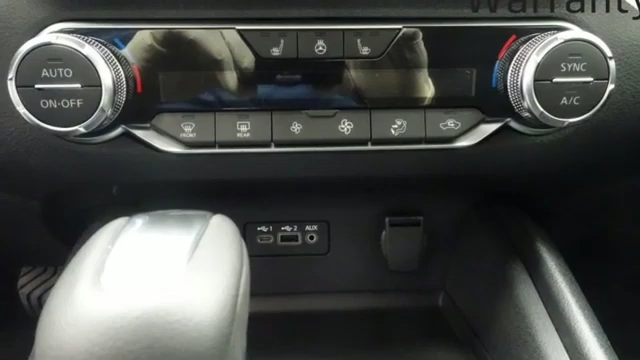 Warranty
AUTO
ON·OFF
SYNC
A/C
FRONT
REAR
1
2
AUX